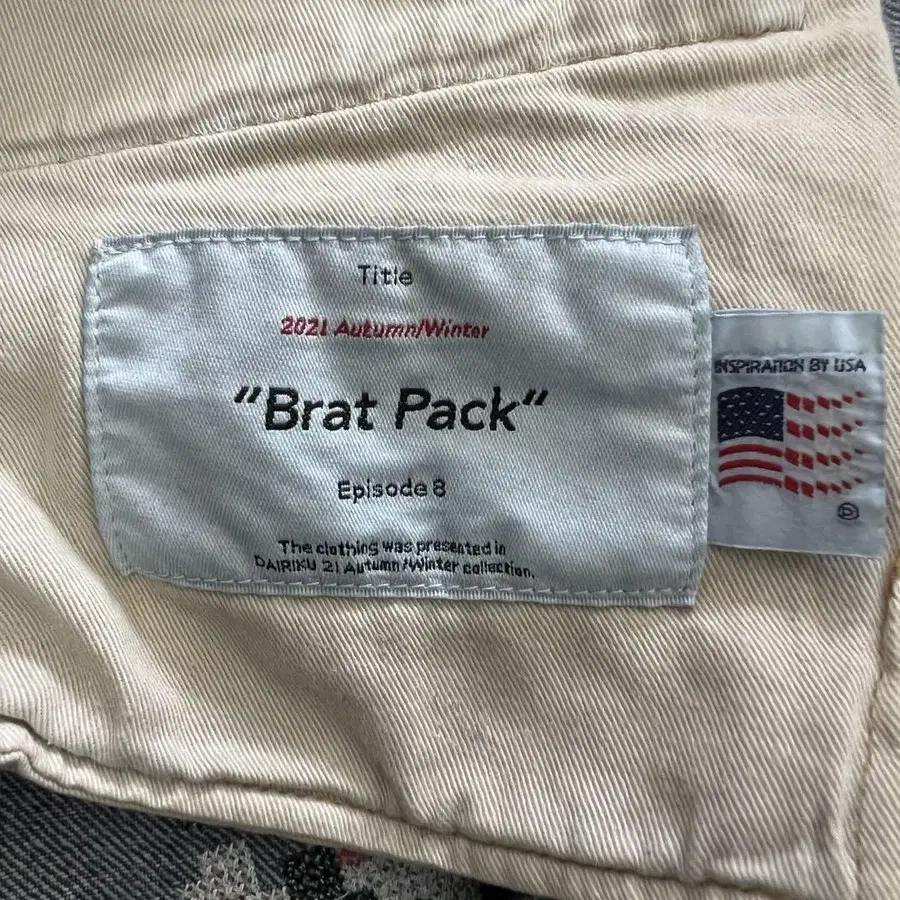 Title
2021 Autumn/Winter
"Brat Pack"
Episode 8
The clothing was presented in
DAIRIKU 21 Autumn/Winter collection.
INSPIRATION BY USA
D